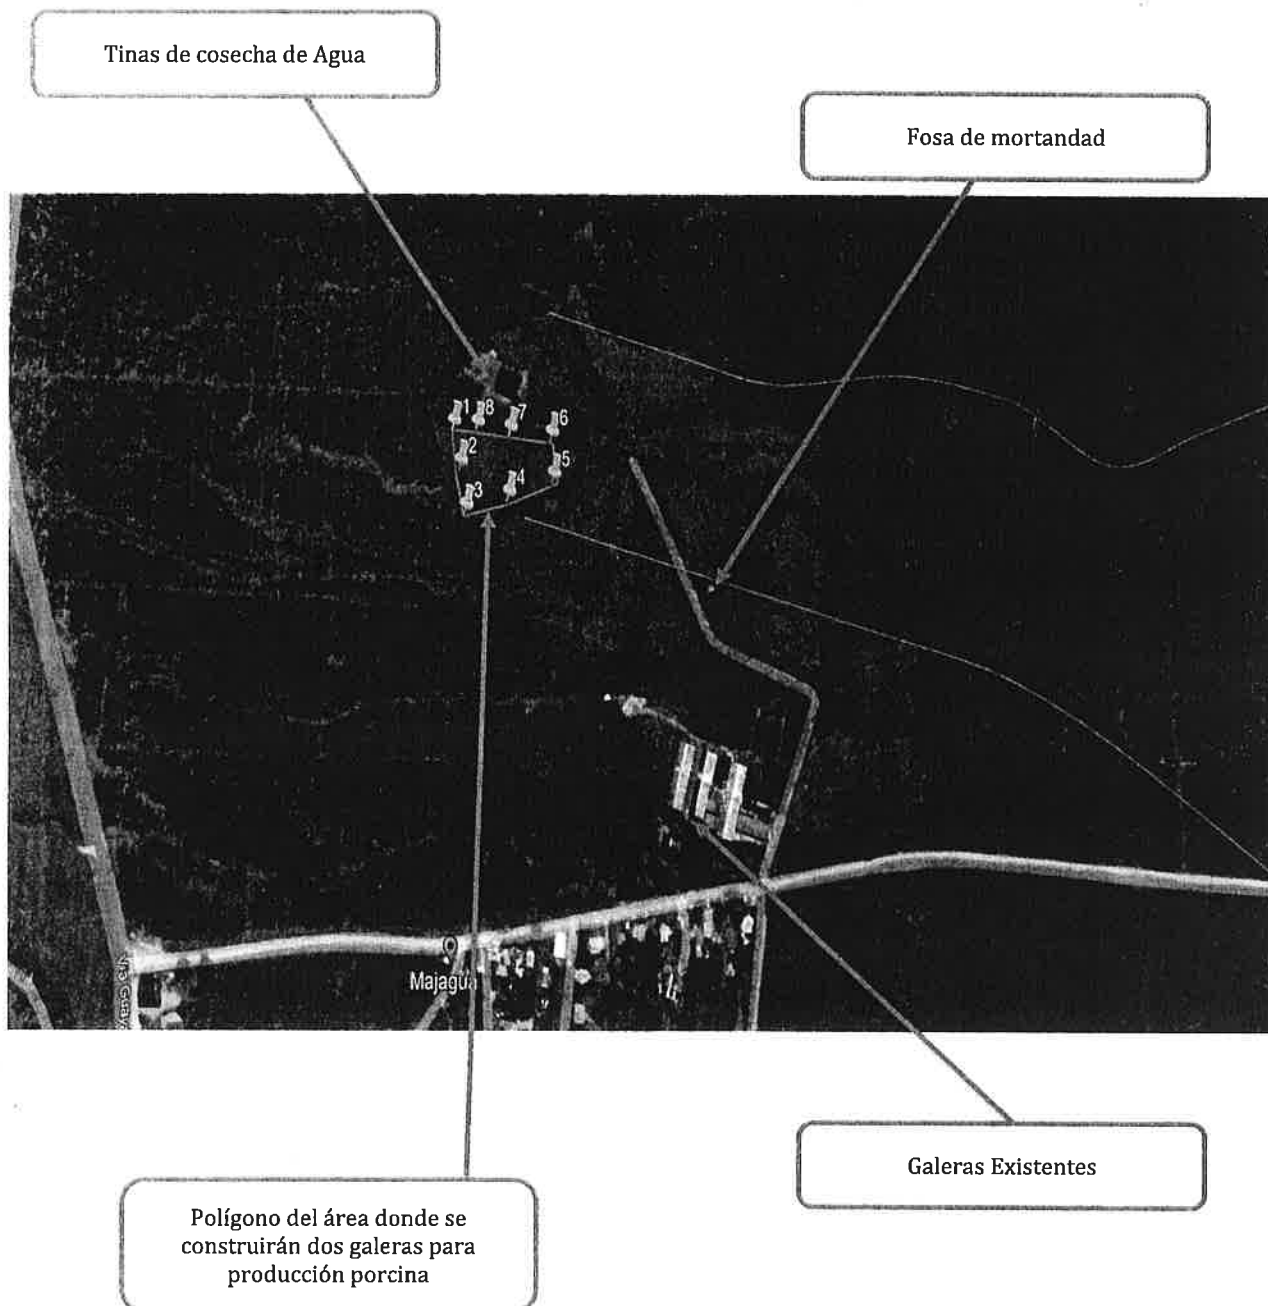 Tinas de cosecha de Agua
Fosa de mortandad
1
8
7
6
2
5
4
3
Majagua
Galeras Existentes
Polígono del área donde se
construirán dos galeras para
producción porcina